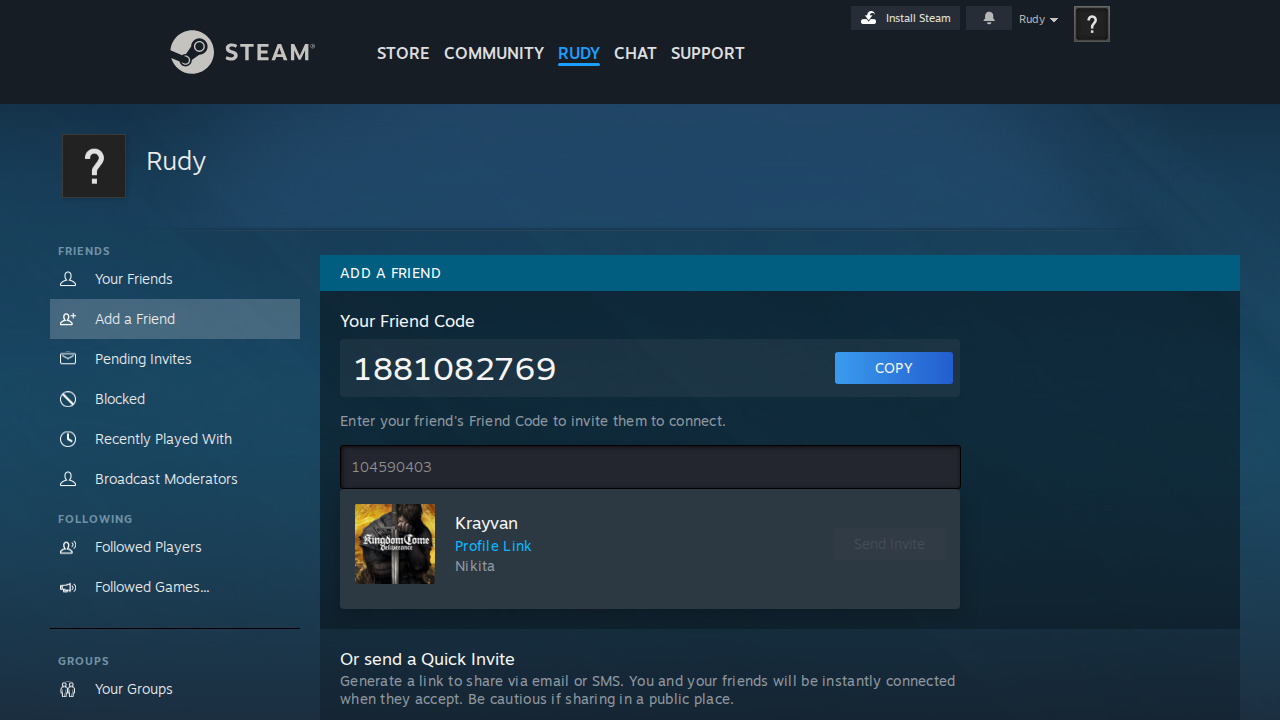 Install Steam
Rudy
STEAM®
STORE COMMUNITY RUDY CHAT SUPPORT
Rudy
FRIENDS
Your Friends
Add a Friend
Pending Invites
Blocked
Recently Played With
Broadcast Moderators
FOLLOWING
Followed Players
Followed Games...
GROUPS
Your Groups
ADD A FRIEND
Your Friend Code
1881082769
COPY
Enter your friend's Friend Code to invite them to connect.
104590403
Kingdom Come
Deliverance
Krayvan
Profile Link
Nikita
Send Invite
Or send a Quick Invite
Generate a link to share via email or SMS. You and your friends will be instantly connected
when they accept. Be cautious if sharing in a public place.